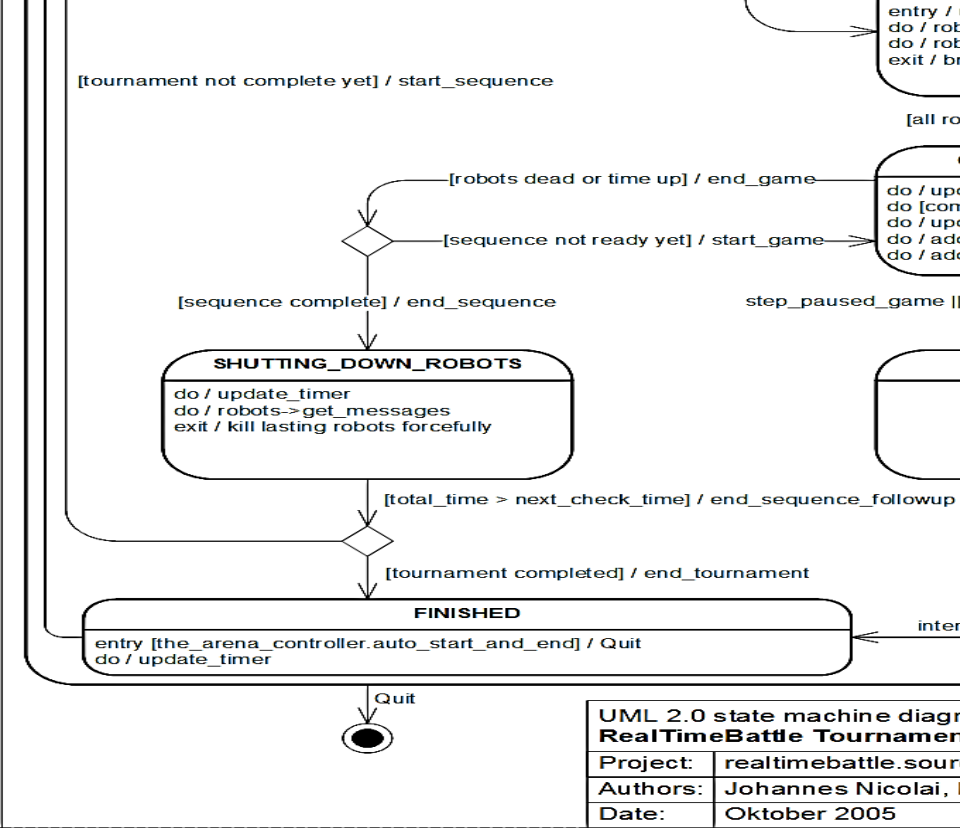 entry /
do / rob
do / rob
exit / br
[tournament not complete yet] / start_sequence
[all ro
[robots dead or time up] / end_game
do / upd
do [com
do / upd
do / add
do / add
[sequence not ready yet] / start_game
[sequence complete] / end_sequence
step_paused_game ||
SHUTTING_DOWN_ROBOTS
do / update_timer
do / robots->get_messages
exit / kill lasting robots forcefully
[total_time > next_check_time] / end_sequence_followup
[tournament completed] / end_tournament
FINISHED
entry [the_arena_controller.auto_start_and_end] / Quit
do / update_timer
inter
Quit
UML 2.0 state machine diagr
RealTimeBattle Tournamen
Project: realtimebattle.sour
Authors: Johannes Nicolai,
Date: Oktober 2005